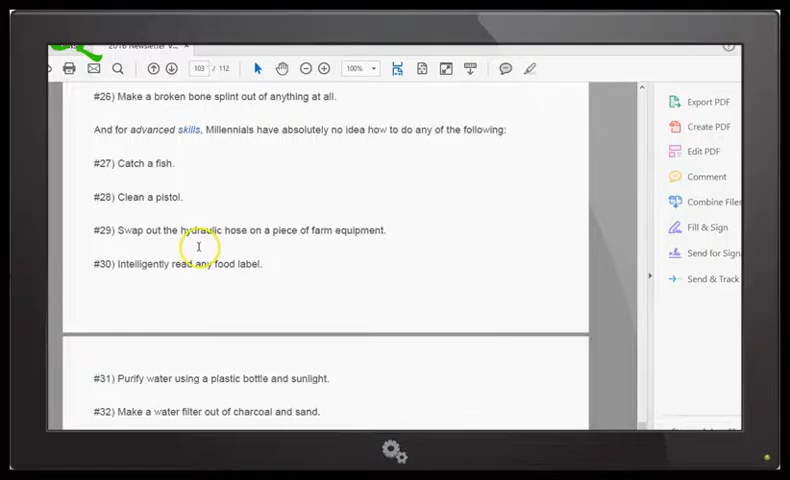 2016 Newsletter V...
103 / 112
100%
#26) Make a broken bone splint out of anything at all.
And for advanced skills, Millennials have absolutely no idea how to do any of the following:
#27) Catch a fish.
#28) Clean a pistol.
#29) Swap out the hydraulic hose on a piece of farm equipment.
#30) Intelligently read any food label.
#31) Purify water using a plastic bottle and sunlight.
#32) Make a water filter out of charcoal and sand.
Export PDF
Create PDF
Edit PDF
Comment
Combine Files
Fill & Sign
Send for Sign
Send & Track